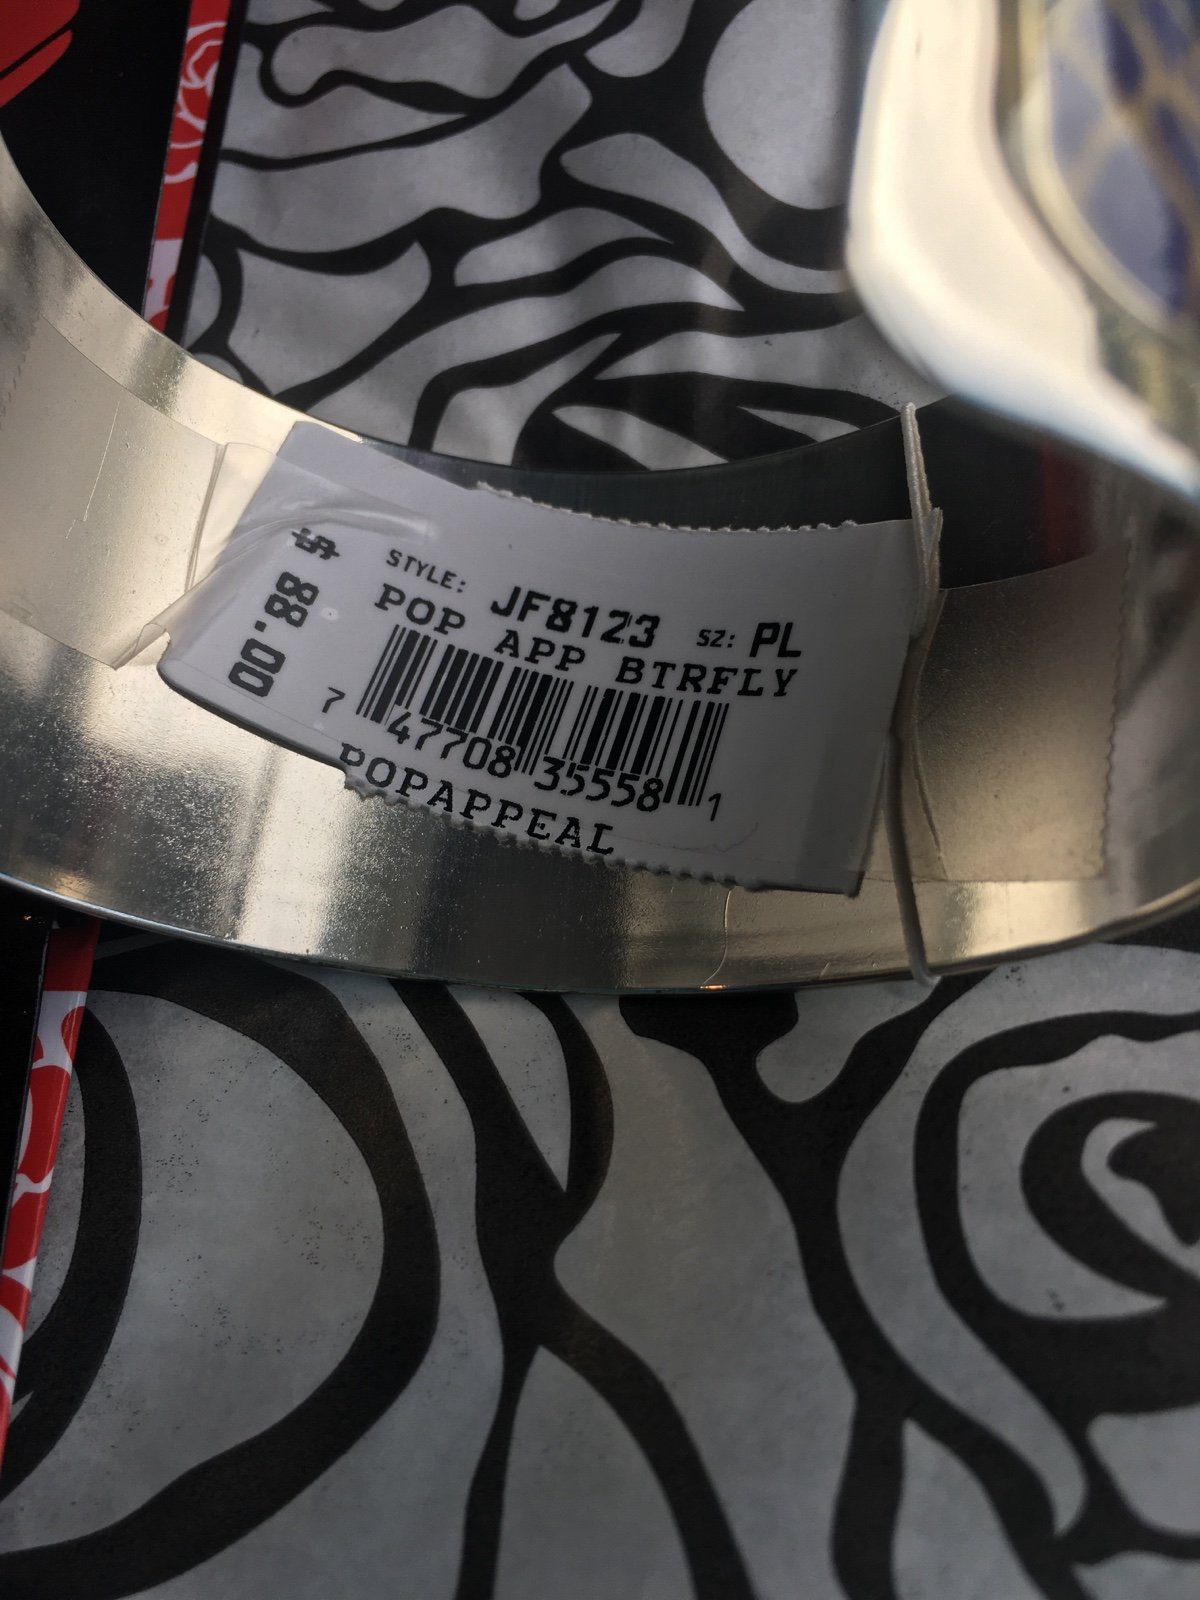 STYLE: JF8123 SZ: PL
POP APP BTRFLY
7 47708 35558 1
POPAPPEAL
$ 88.00